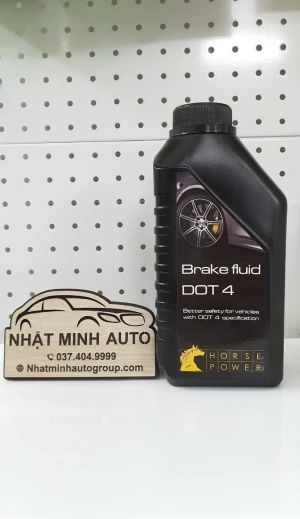 NHẬT MINH AUTO
037.404.9999
Nhatminhautogroup.com
Brake fluid
DOT 4
Better safety for vehicles
with DOT 4 specification
HORSE
POWER